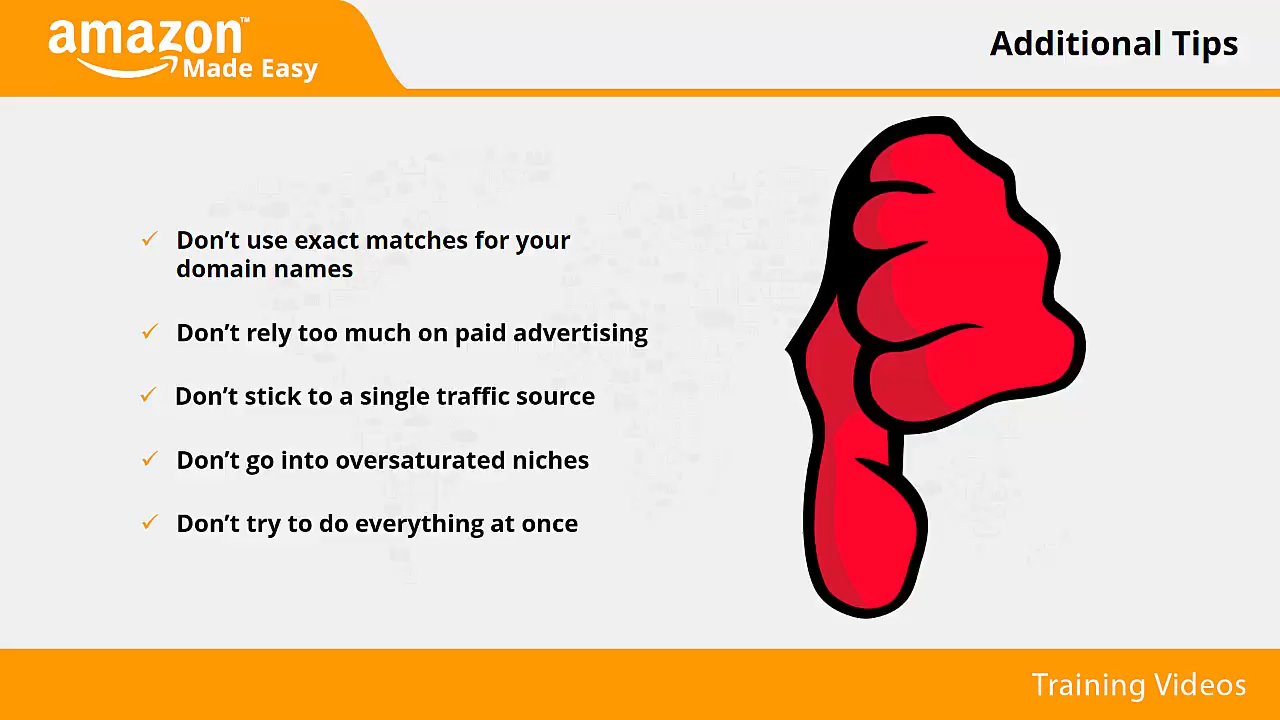 amazon™
Made Easy
Additional Tips
Don’t use exact matches for your
domain names
Don’t rely too much on paid advertising
Don’t stick to a single traffic source
Don’t go into oversaturated niches
Don’t try to do everything at once
Training Videos